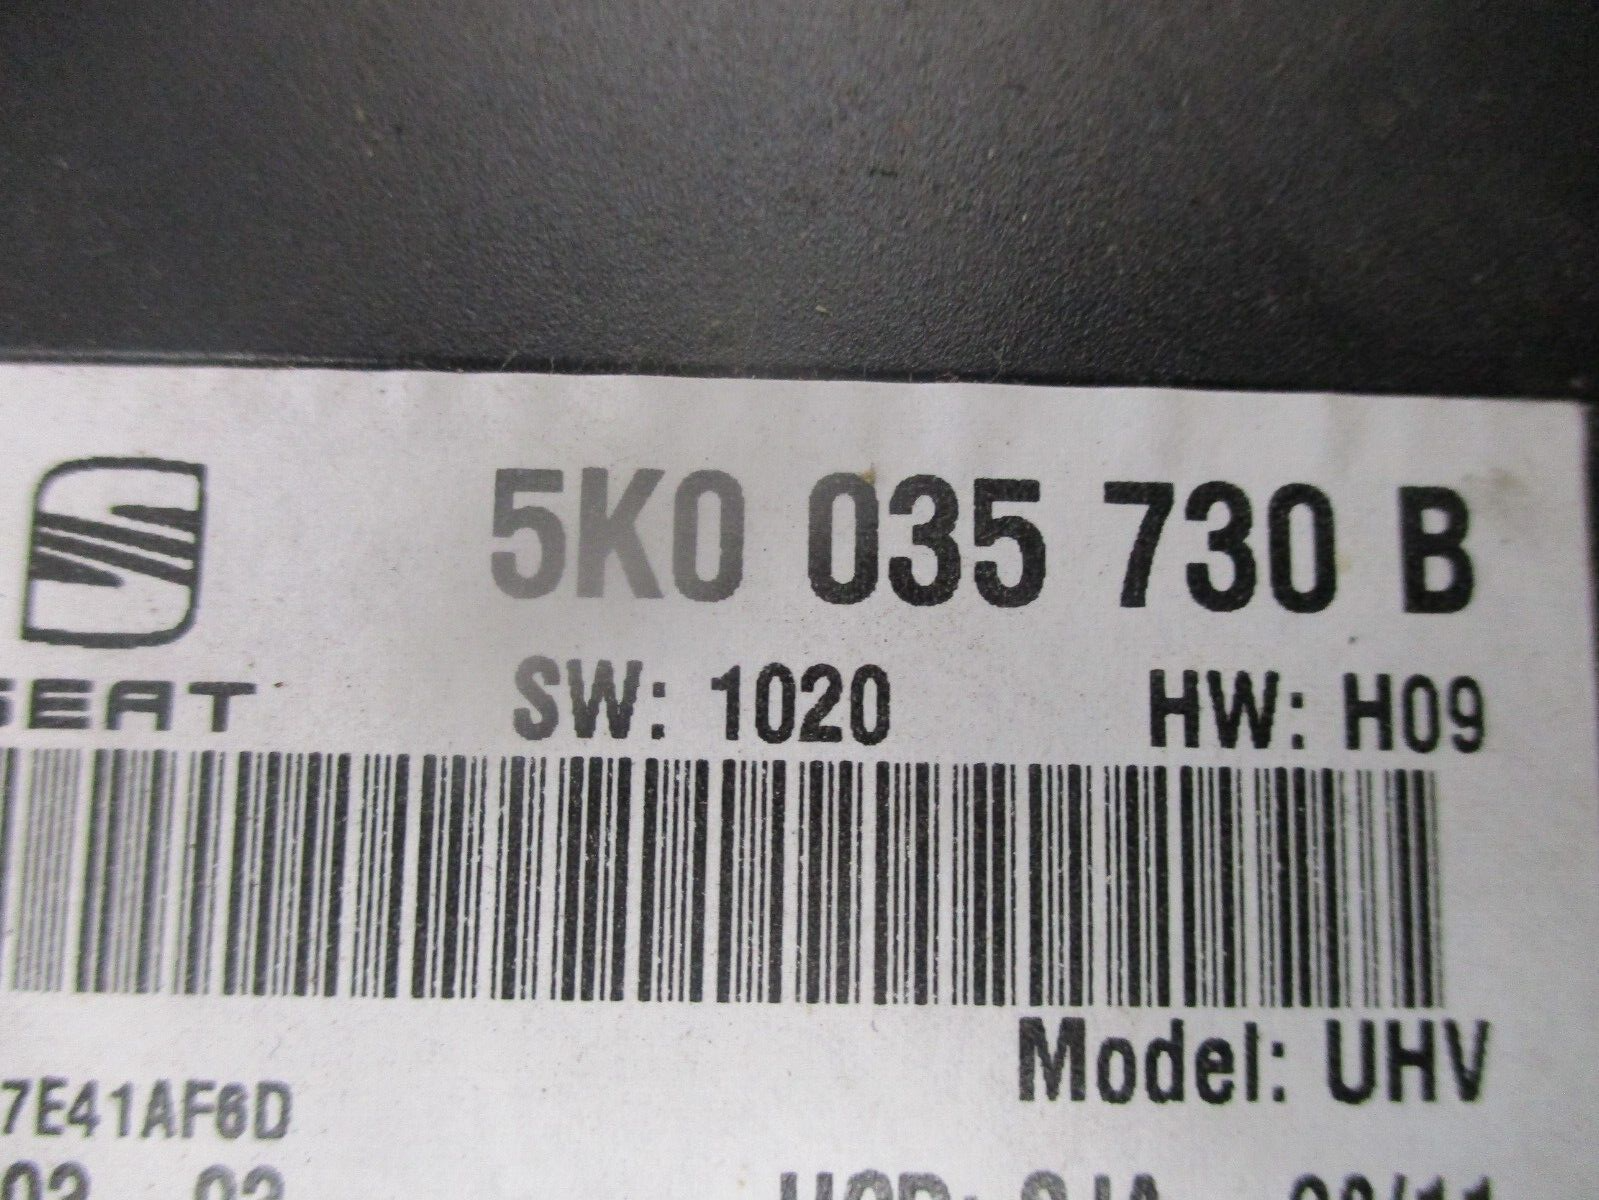 5K0 035 730 B
SEAT
SW: 1020 HW: H09
Model: UHV
7E41AF6D